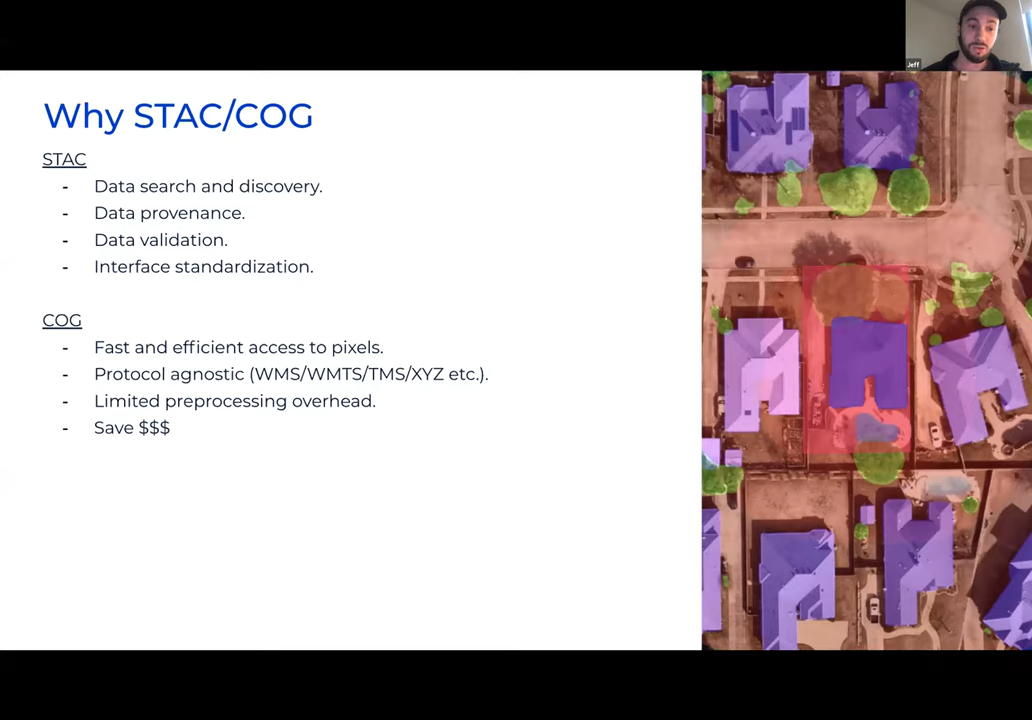 Jeff
Why STAC/COG
STAC
- Data search and discovery.
- Data provenance.
- Data validation.
- Interface standardization.
COG
- Fast and efficient access to pixels.
- Protocol agnostic (WMS/WMTS/TMS/XYZ etc.).
- Limited preprocessing overhead.
- Save $$$